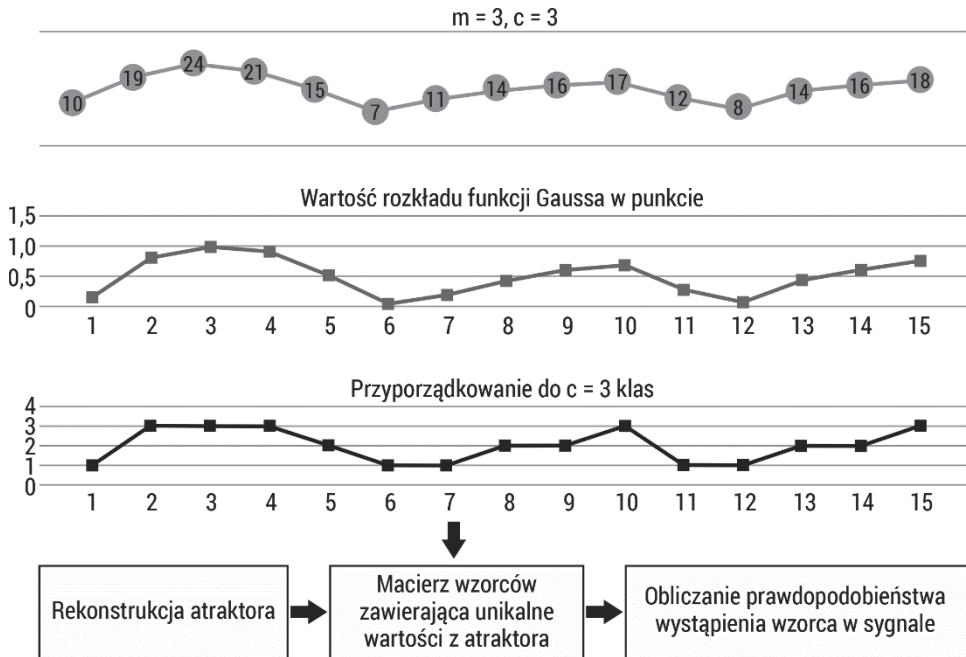 m = 3, c = 3
10 19 24 21 15 7 11 14 16 17 12 8 14 16 18
Wartość rozkładu funkcji Gaussa w punkcie
1,5
1,0
0,5
0
1 2 3 4 5 6 7 8 9 10 11 12 13 14 15
Przyporządkowanie do c = 3 klas
4
3
2
1
0
1 2 3 4 5 6 7 8 9 10 11 12 13 14 15
Rekonstrukcja atraktora
Macierz wzorców
zawierająca unikalne
wartości z atraktora
Obliczanie prawdopodobieństwa
wystąpienia wzorca w sygnale